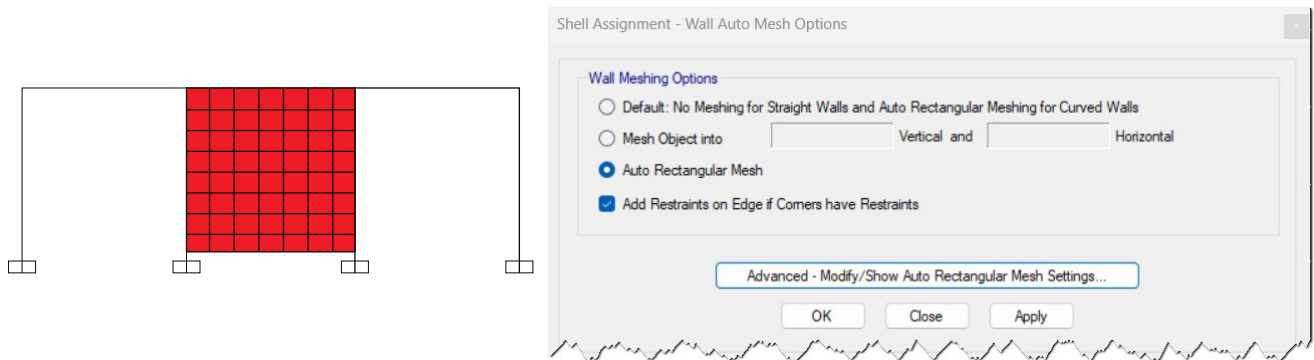 Shell Assignment - Wall Auto Mesh Options
Wall Meshing Options
Default: No Meshing for Straight Walls and Auto Rectangular Meshing for Curved Walls
Mesh Object into Vertical and Horizontal
Auto Rectangular Mesh
Add Restraints on Edge if Corners have Restraints
Advanced - Modify/Show Auto Rectangular Mesh Settings...
OK Close Apply